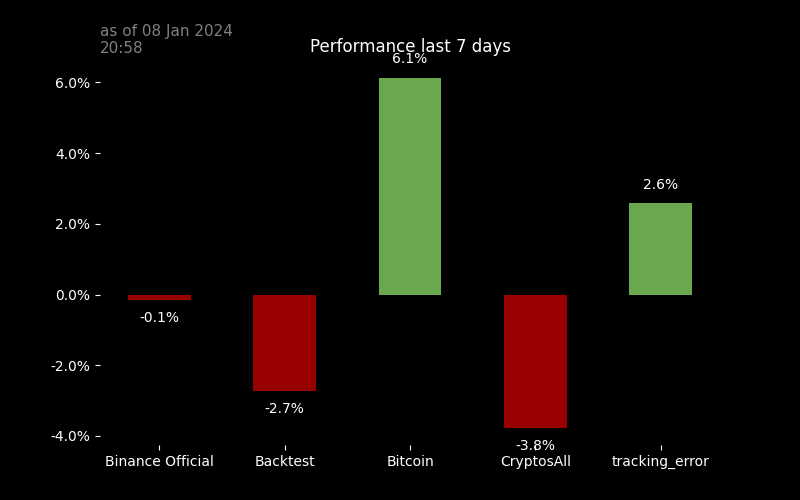 as of 08 Jan 2024
20:58
Performance last 7 days
6.1%
6.0%
4.0%
2.6%
2.0%
0.0%
-0.1%
-2.0%
-2.7%
-4.0%
-3.8%
Binance Official
Backtest
Bitcoin
CryptosAll
tracking_error